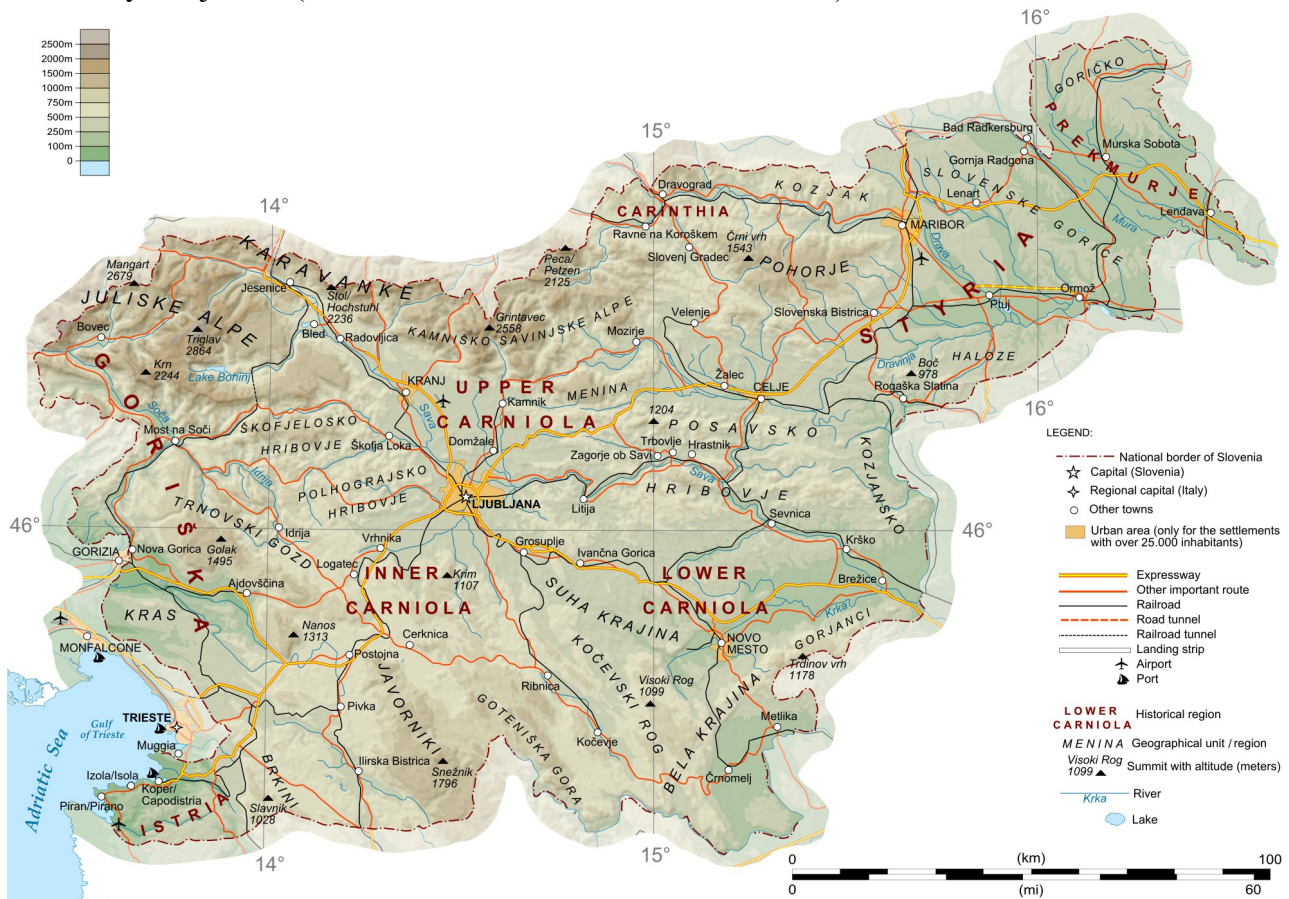 16°
2500m
2000m
1500m
1000m
750m
500m
250m
100m
0
GORIČKO
PREKMURJE
Bad Radkersburg
Murska Sobota
15°
Gornja Radgona
Dravograd
KOZJAK
SLOVENSKE GORICE
Lenart
14°
CARINTHIA
Lendava
MARIBOR
Mura
Ravne na Koroškem
KARAVANKE
Črni vrh
1543
Drava
Slovenj Gradec
Peca/
Petzen
2125
POHORJE
STYRIA
Mangart
2679
Jesenice
Stol/
Hochstuhl
2236
JULISKE ALPE
Ormož
Ptuj
Grintavec
2558
KAMNIŠKO SAVINJSKE ALPE
Velenje
Slovenska Bistrica
Bovec
Triglav
2864
Bled
Radovljica
Mozirje
Dravinja
HALOZE
GORIŠKA
Krn
2244
Lake Bohinj
Boč
978
KRANJ
UPPER
CARNIOLA
MENINA
Žalec
CELJE
Rogaška Slatina
Kamnik
Sava
Soča
16°
1204
POSAVSKO
HRIBOVJE
Most na Soči
ŠKOFJELOSKO
HRIBOVJE
Škofja Loka
Domžale
Trbovlje
Hrastnik
KOZJANSKO
Zagorje ob Savi
Sava
Idrija
POLHOGRAJSKO
HRIBOVJE
LJUBLJANA
Litija
TRNOVSKI GOZD
Sevnica
46°
46°
Idrija
Vrhnika
Grosuplje
Krško
GORIZIA
Nova Gorica
Golak
1495
Ivančna Gorica
Logatec
INNER
CARNIOLA
Krim
1107
LOWER
CARNIOLA
Brežice
Ajdovščina
SUHA KRAJINA
Krka
KRAS
Nanos
1313
GORJANCI
Cerknica
KOČEVSKI ROG
NOVO
MESTO
MONFALCONE
Postojna
Trdinov vrh
1178
JAVORNIKI
Ribnica
Visoki Rog
1099
BELA KRAJINA
GOTENIŠKA GORA
Pivka
TRIESTE
Gulf
of Trieste
Metlika
Muggia
Kočevje
Adriatic Sea
Ilirska Bistrica
Snežnik
1796
Črnomelj
Izola/Isola
Koper/
Capodistria
BRKINI
Piran/Pirano
Slavnik
1028
ISTRIA
14°
15°
LEGEND:
National border of Slovenia
Capital (Slovenia)
Regional capital (Italy)
Other towns
Urban area (only for the settlements
with over 25.000 inhabitants)
Expressway
Other important route
Railroad
Road tunnel
Railroad tunnel
Landing strip
Airport
Port
LOWER
CARNIOLA
Historical region
MENINA
Geographical unit / region
Visoki Rog
1099
Summit with altitude (meters)
Krka
River
Lake
0
(km)
100
0
(mi)
60